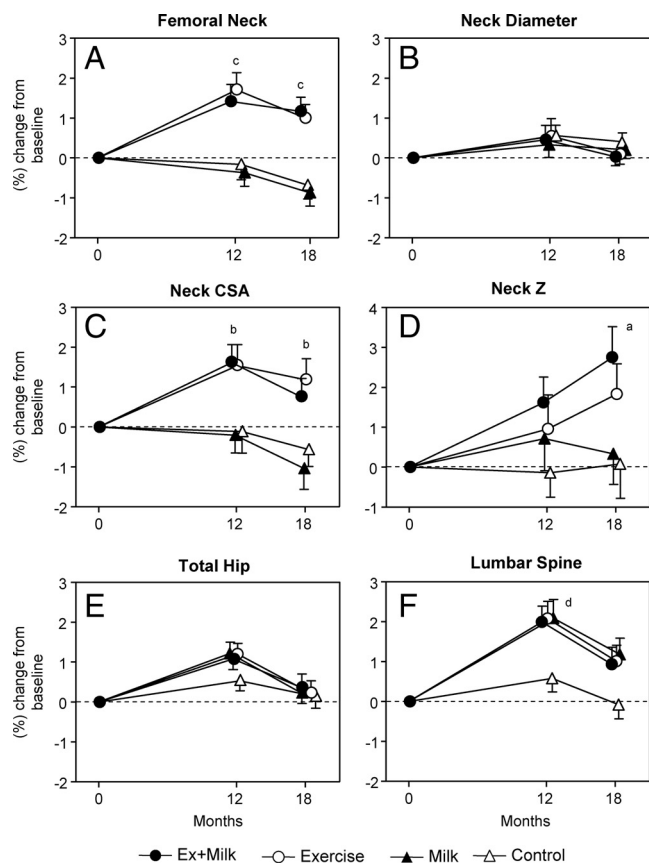 Femoral Neck
Neck Diameter
A
B
c
c
3
2
1
0
-1
-2
3
2
1
0
-1
-2
(%) change from
baseline
0
12
18
0
12
18
Neck CSA
Neck Z
C
D
b
b
a
3
2
1
0
-1
-2
4
3
2
1
0
-1
(%) change from
baseline
0
12
18
0
12
18
Total Hip
Lumbar Spine
E
F
d
3
2
1
0
-1
-2
3
2
1
0
-1
-2
(%) change from
baseline
0
12
18
0
12
18
Months
Months
Ex+Milk Exercise Milk Control